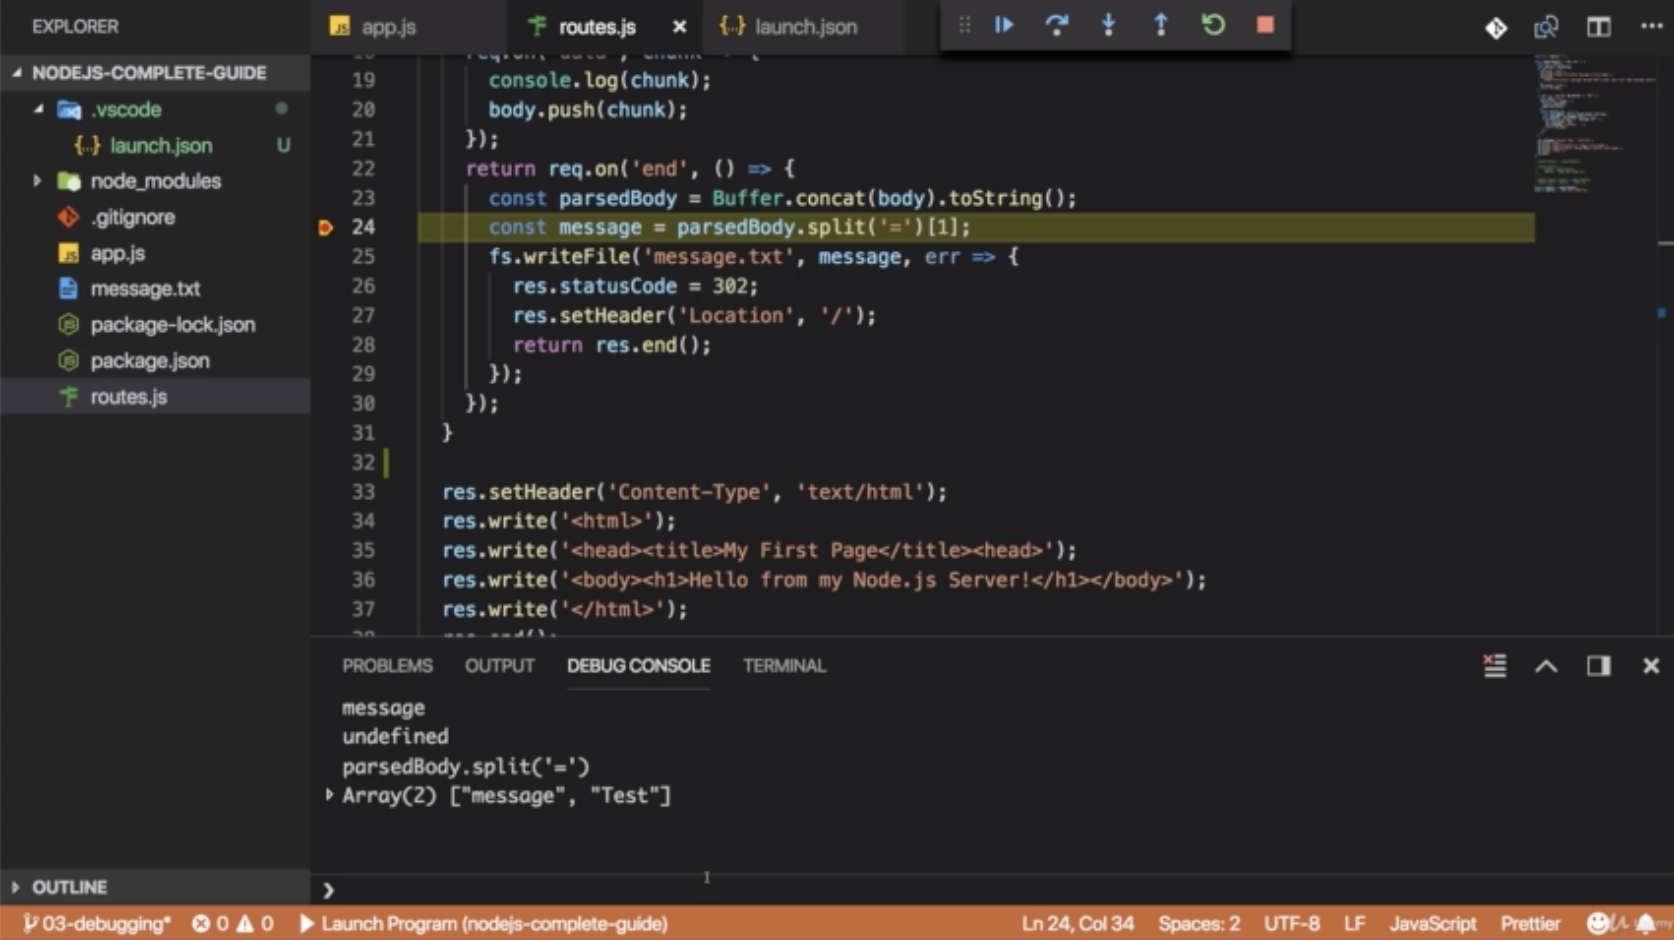 EXPLORER
app.js
routes.js
launch.json
NODEJS-COMPLETE-GUIDE
.vscode
launch.json U
node_modules
.gitignore
app.js
message.txt
package-lock.json
package.json
routes.js
OUTLINE
19 console.log(chunk);
20 body.push(chunk);
21 });
22 return req.on('end', () => {
23 const parsedBody = Buffer.concat(body).toString();
24 const message = parsedBody.split('=')[1];
25 fs.writeFile('message.txt', message, err => {
26 res.statusCode = 302;
27 res.setHeader('Location', '/');
28 return res.end();
29 });
30 });
31 }
32
33 res.setHeader('Content-Type', 'text/html');
34 res.write('<html>');
35 res.write('<head><title>My First Page</title><head>');
36 res.write('<body><h1>Hello from my Node.js Server!</h1></body>');
37 res.write('</html>');
PROBLEMS OUTPUT DEBUG CONSOLE TERMINAL
message
undefined
parsedBody.split('=')
Array(2) ["message", "Test"]
03-debugging* 0 0 Launch Program (nodejs-complete-guide) Ln 24, Col 34 Spaces: 2 UTF-8 LF JavaScript Prettier